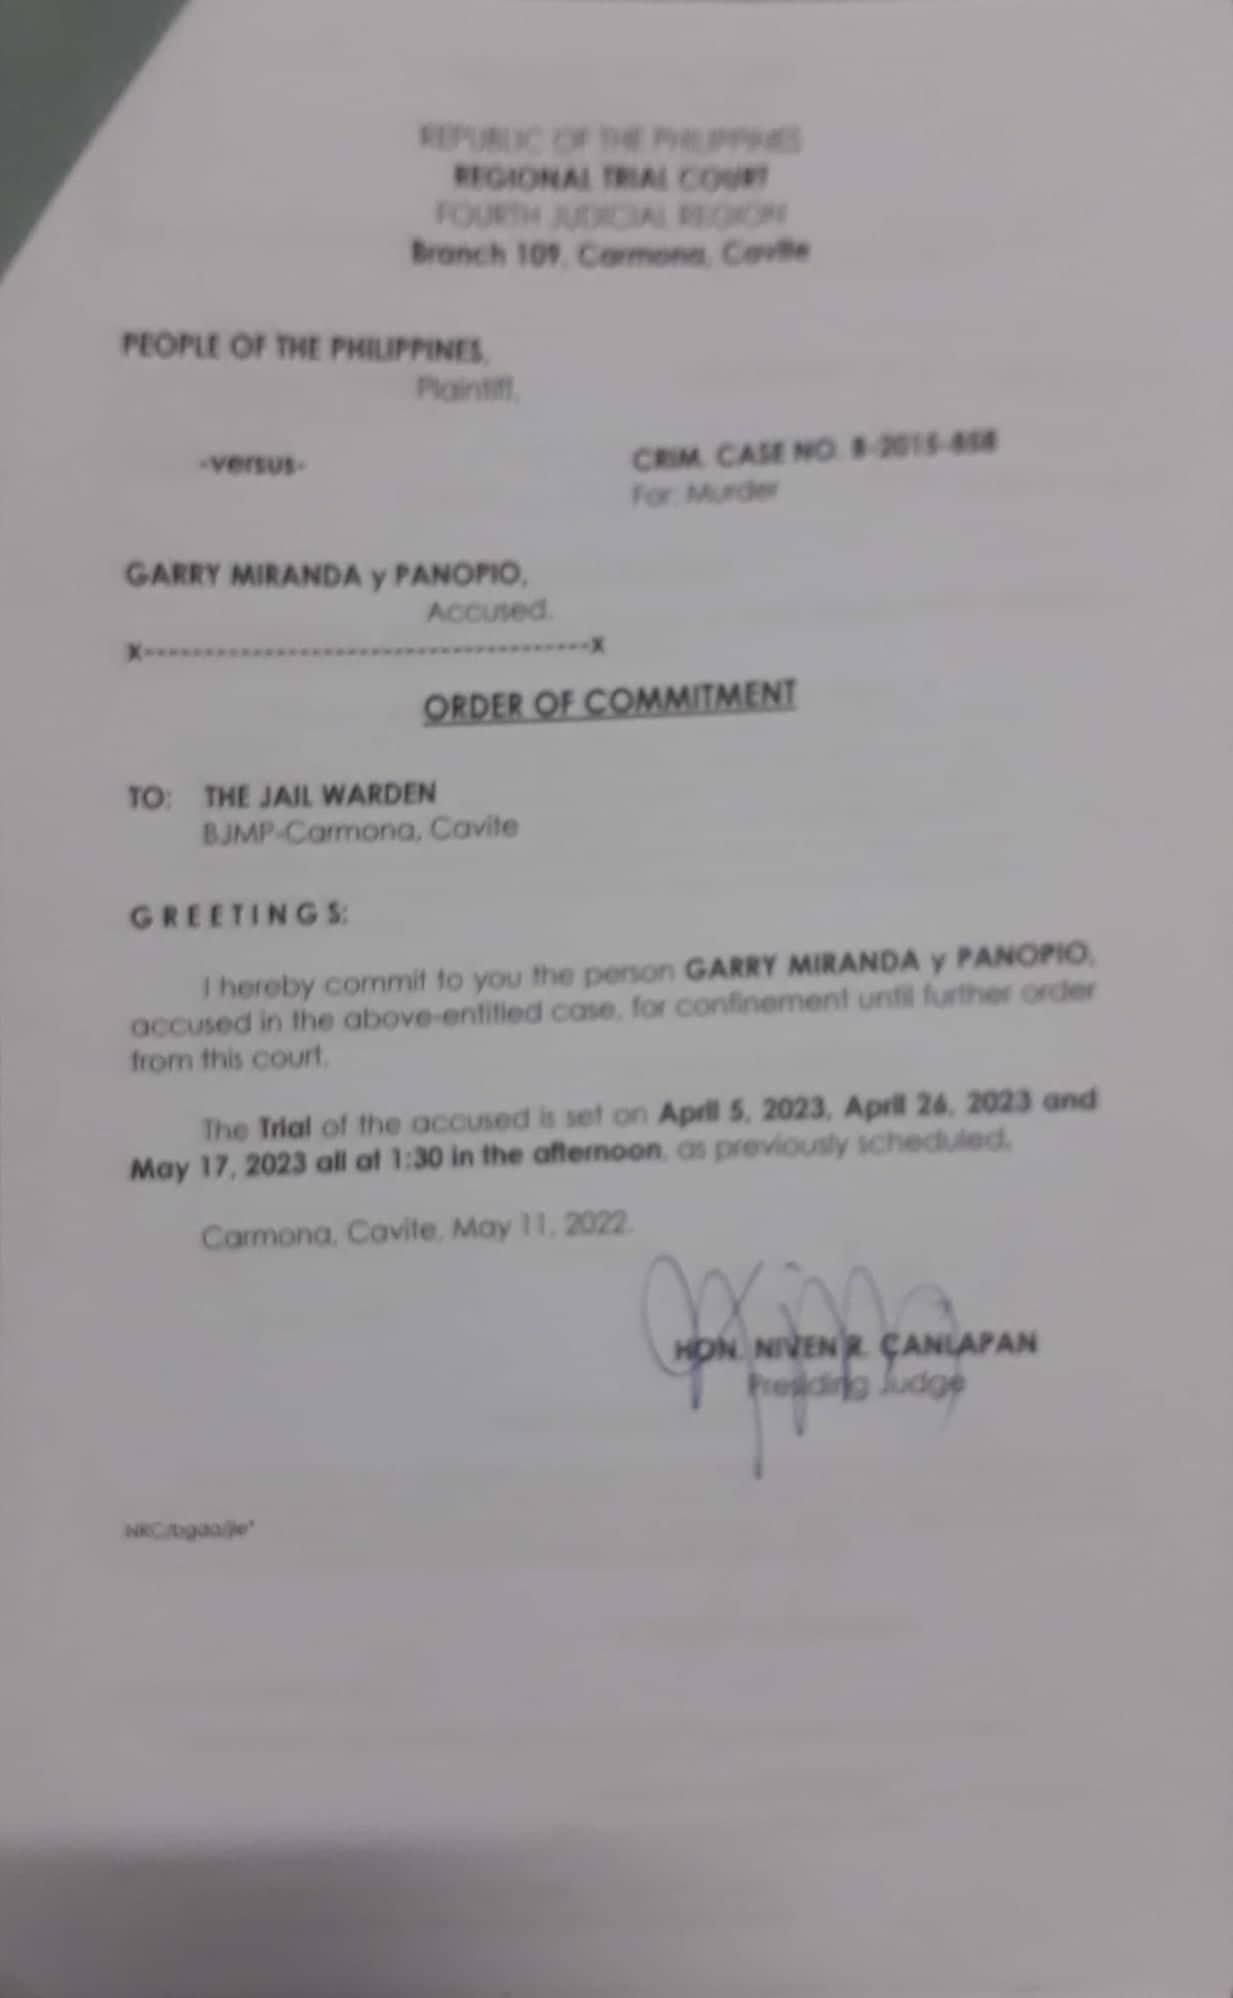 REPUBLIC OF THE PHILIPPINES
REGIONAL TRIAL COURT
FOURTH JUDICIAL REGION
Branch 109, Carmona, Cavite
PEOPLE OF THE PHILIPPINES,
Plaintiff,
-versus-
CRIM. CASE NO. B-2015-858
For: Murder
GARRY MIRANDA y PANOPIO,
Accused.
x-------------------------------------x
ORDER OF COMMITMENT
TO: THE JAIL WARDEN
BJMP-Carmona, Cavite
G R E E T I N G S:
I hereby commit to you the person GARRY MIRANDA y PANOPIO,
accused in the above-entitled case, for confinement until further order
from this court.
The Trial of the accused is set on April 5, 2023, April 26, 2023 and
May 17, 2023 all at 1:30 in the afternoon, as previously scheduled.
Carmona, Cavite, May 11, 2022.
HON. NIVEN R. CANLAPAN
Presiding Judge